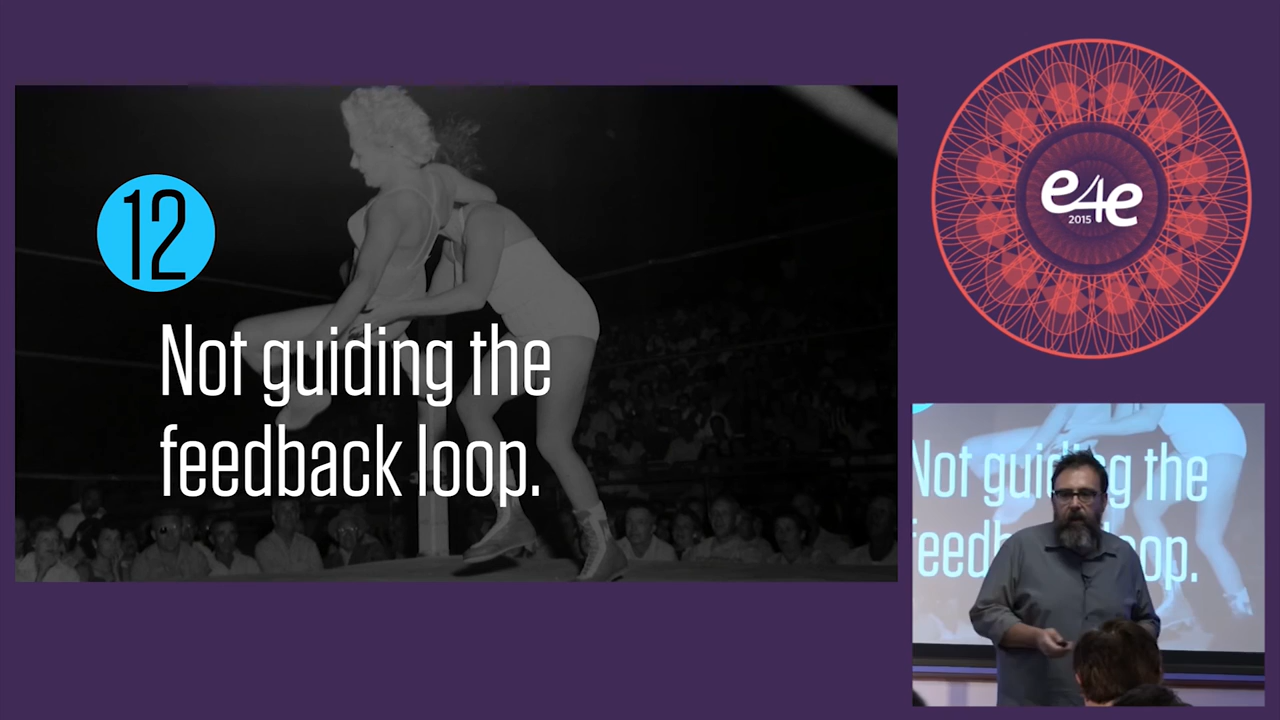 12
Not guiding the
feedback loop.
e4e
2015
Not guiding the
feedback loop.